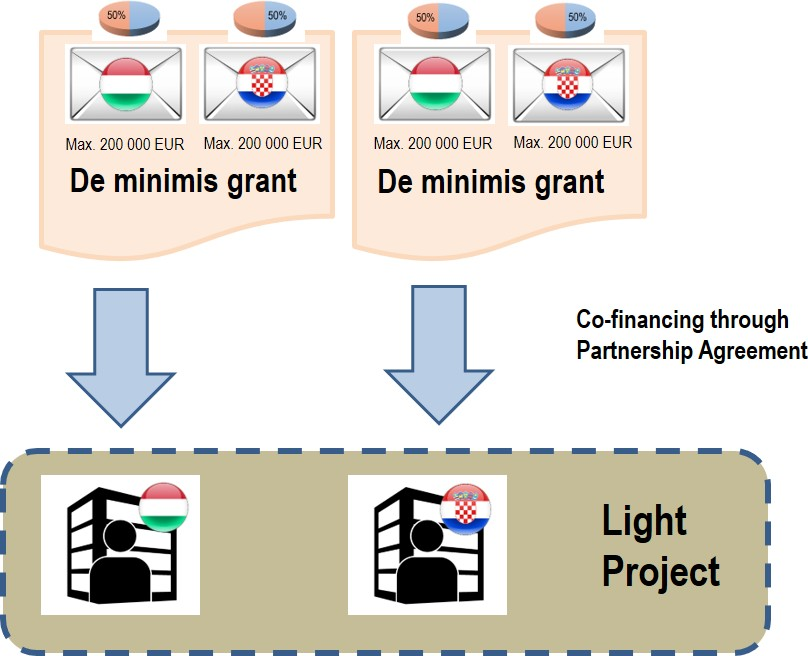 50%
50%
50%
50%
Max. 200 000 EUR
Max. 200 000 EUR
Max. 200 000 EUR
Max. 200 000 EUR
De minimis grant
De minimis grant
Co-financing through
Partnership Agreement
Light
Project